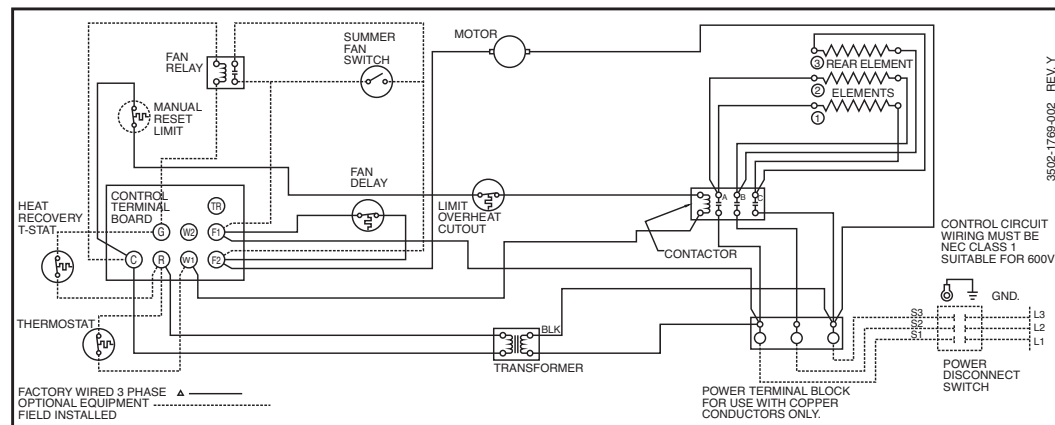 FAN
RELAY
SUMMER
FAN
SWITCH
MOTOR
3 REAR ELEMENT
2 ELEMENTS
1
3502-1769-002 REV. Y
MANUAL
RESET
LIMIT
FAN
DELAY
LIMIT OVERHEAT
CUTOUT
A B C
CONTACTOR
CONTROL CIRCUIT
WIRING MUST BE
NEC CLASS 1
SUITABLE FOR 600V
HEAT
RECOVERY
T-STAT
CONTROL
TERMINAL
BOARD
TR
G W2 F1
C R W1 F2
THERMOSTAT
BLK
TRANSFORMER
GND.
S3 L3
S2 L2
S1 L1
POWER
DISCONNECT
SWITCH
POWER TERMINAL BLOCK
FOR USE WITH COPPER
CONDUCTORS ONLY.
FACTORY WIRED 3 PHASE Δ
OPTIONAL EQUIPMENT
FIELD INSTALLED